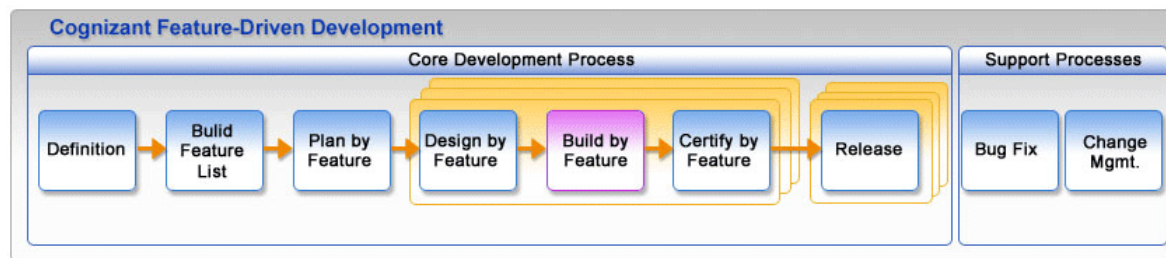 Cognizant Feature-Driven Development
Core Development Process
Support Processes
Definition
Bulid
Feature
List
Plan by
Feature
Design by
Feature
Build by
Feature
Certify by
Feature
Release
Bug Fix
Change
Mgmt.